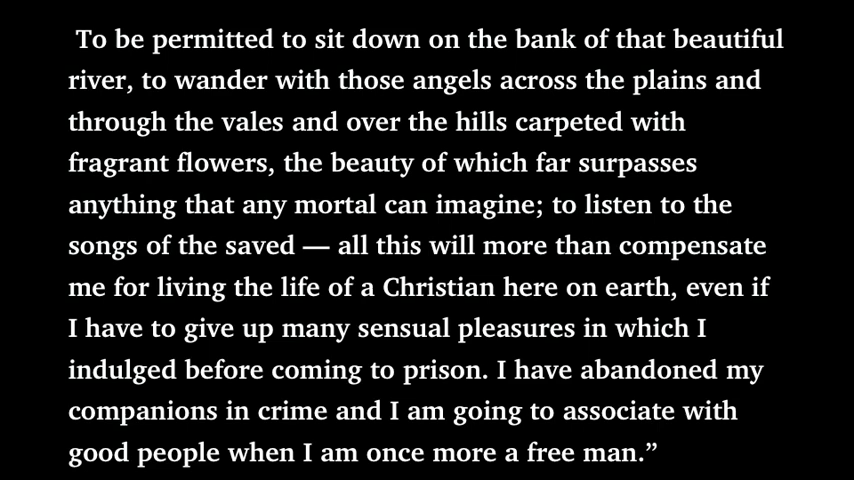 To be permitted to sit down on the bank of that beautiful
river, to wander with those angels across the plains and
through the vales and over the hills carpeted with
fragrant flowers, the beauty of which far surpasses
anything that any mortal can imagine; to listen to the
songs of the saved — all this will more than compensate
me for living the life of a Christian here on earth, even if
I have to give up many sensual pleasures in which I
indulged before coming to prison. I have abandoned my
companions in crime and I am going to associate with
good people when I am once more a free man.”